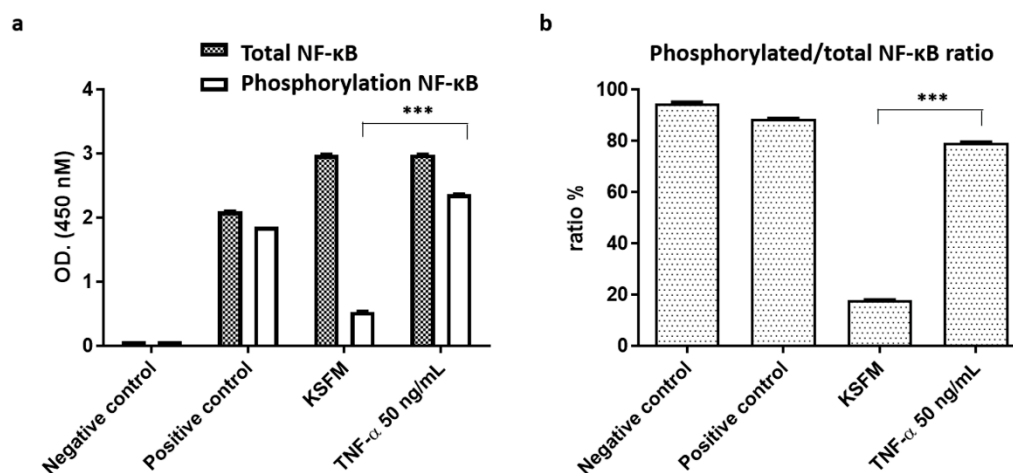 a
Total NF-κB
Phosphorylation NF-κB
4
3
2
1
0
OD. (450 nM)
***
Negative control
Positive control
KSFM
TNF-α 50 ng/mL
b
Phosphorylated/total NF-κB ratio
100
80
60
40
20
0
ratio %
***
Negative control
Positive control
KSFM
TNF-α 50 ng/mL